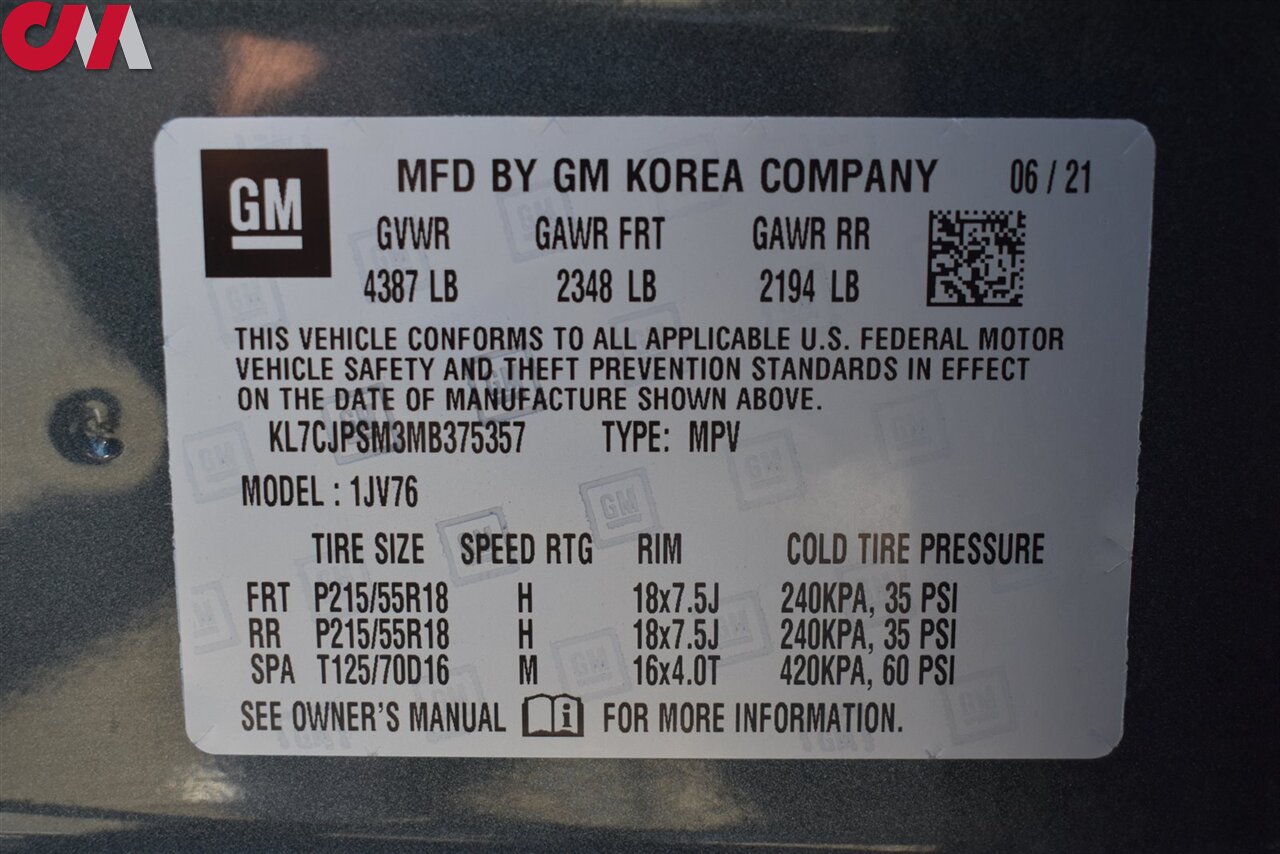 CM
GM
MFD BY GM KOREA COMPANY 06 / 21
GVWR GAWR FRT GAWR RR
4387 LB 2348 LB 2194 LB
THIS VEHICLE CONFORMS TO ALL APPLICABLE U.S. FEDERAL MOTOR
VEHICLE SAFETY AND THEFT PREVENTION STANDARDS IN EFFECT
ON THE DATE OF MANUFACTURE SHOWN ABOVE.
KL7CJPSM3MB375357 TYPE: MPV
MODEL : 1JV76
TIRE SIZE SPEED RTG RIM COLD TIRE PRESSURE
FRT P215/55R18 H 18x7.5J 240KPA, 35 PSI
RR P215/55R18 H 18x7.5J 240KPA, 35 PSI
SPA T125/70D16 M 16x4.0T 420KPA, 60 PSI
SEE OWNER'S MANUAL i FOR MORE INFORMATION.